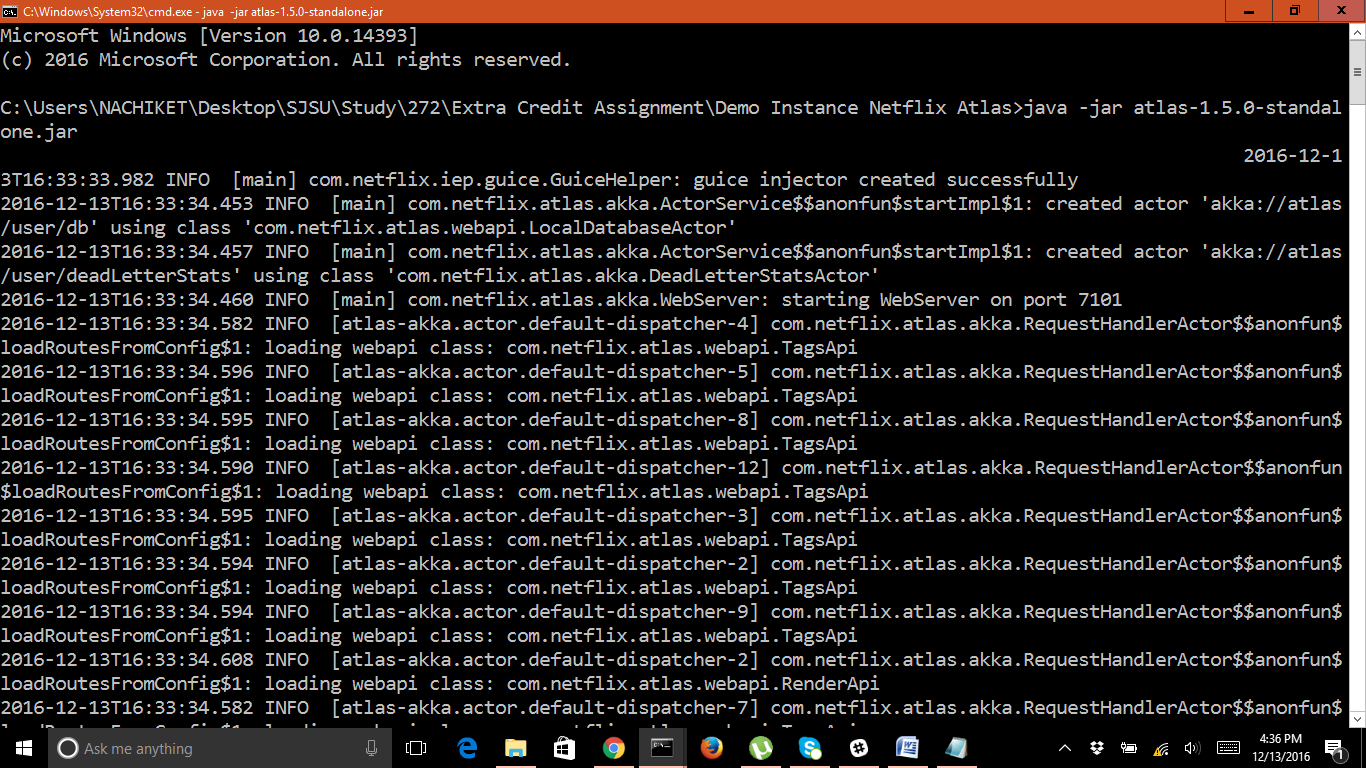 C:\Windows\System32\cmd.exe - java  -jar atlas-1.5.0-standalone.jar
Microsoft Windows [Version 10.0.14393]
(c) 2016 Microsoft Corporation. All rights reserved.
C:\Users\NACHIKET\Desktop\SJSU\Study\272\Extra Credit Assignment\Demo Instance Netflix Atlas>java -jar atlas-1.5.0-standal
one.jar
2016-12-1
3T16:33:33.982 INFO  [main] com.netflix.iep.guice.GuiceHelper: guice injector created successfully
2016-12-13T16:33:34.453 INFO  [main] com.netflix.atlas.akka.ActorService$$anonfun$startImpl$1: created actor 'akka://atlas
/user/db' using class 'com.netflix.atlas.webapi.LocalDatabaseActor'
2016-12-13T16:33:34.457 INFO  [main] com.netflix.atlas.akka.ActorService$$anonfun$startImpl$1: created actor 'akka://atlas
/user/deadLetterStats' using class 'com.netflix.atlas.akka.DeadLetterStatsActor'
2016-12-13T16:33:34.460 INFO  [main] com.netflix.atlas.akka.WebServer: starting WebServer on port 7101
2016-12-13T16:33:34.582 INFO  [atlas-akka.actor.default-dispatcher-4] com.netflix.atlas.akka.RequestHandlerActor$$anonfun$
loadRoutesFromConfig$1: loading webapi class: com.netflix.atlas.webapi.TagsApi
2016-12-13T16:33:34.596 INFO  [atlas-akka.actor.default-dispatcher-5] com.netflix.atlas.akka.RequestHandlerActor$$anonfun$
loadRoutesFromConfig$1: loading webapi class: com.netflix.atlas.webapi.TagsApi
2016-12-13T16:33:34.595 INFO  [atlas-akka.actor.default-dispatcher-8] com.netflix.atlas.akka.RequestHandlerActor$$anonfun$
loadRoutesFromConfig$1: loading webapi class: com.netflix.atlas.webapi.TagsApi
2016-12-13T16:33:34.590 INFO  [atlas-akka.actor.default-dispatcher-12] com.netflix.atlas.akka.RequestHandlerActor$$anonfun
$loadRoutesFromConfig$1: loading webapi class: com.netflix.atlas.webapi.TagsApi
2016-12-13T16:33:34.595 INFO  [atlas-akka.actor.default-dispatcher-3] com.netflix.atlas.akka.RequestHandlerActor$$anonfun$
loadRoutesFromConfig$1: loading webapi class: com.netflix.atlas.webapi.TagsApi
2016-12-13T16:33:34.594 INFO  [atlas-akka.actor.default-dispatcher-2] com.netflix.atlas.akka.RequestHandlerActor$$anonfun$
loadRoutesFromConfig$1: loading webapi class: com.netflix.atlas.webapi.TagsApi
2016-12-13T16:33:34.594 INFO  [atlas-akka.actor.default-dispatcher-9] com.netflix.atlas.akka.RequestHandlerActor$$anonfun$
loadRoutesFromConfig$1: loading webapi class: com.netflix.atlas.webapi.TagsApi
2016-12-13T16:33:34.608 INFO  [atlas-akka.actor.default-dispatcher-2] com.netflix.atlas.akka.RequestHandlerActor$$anonfun$
loadRoutesFromConfig$1: loading webapi class: com.netflix.atlas.webapi.RenderApi
2016-12-13T16:33:34.582 INFO  [atlas-akka.actor.default-dispatcher-7] com.netflix.atlas.akka.RequestHandlerActor$$anonfun$
Ask me anything
4:36 PM
12/13/2016
1